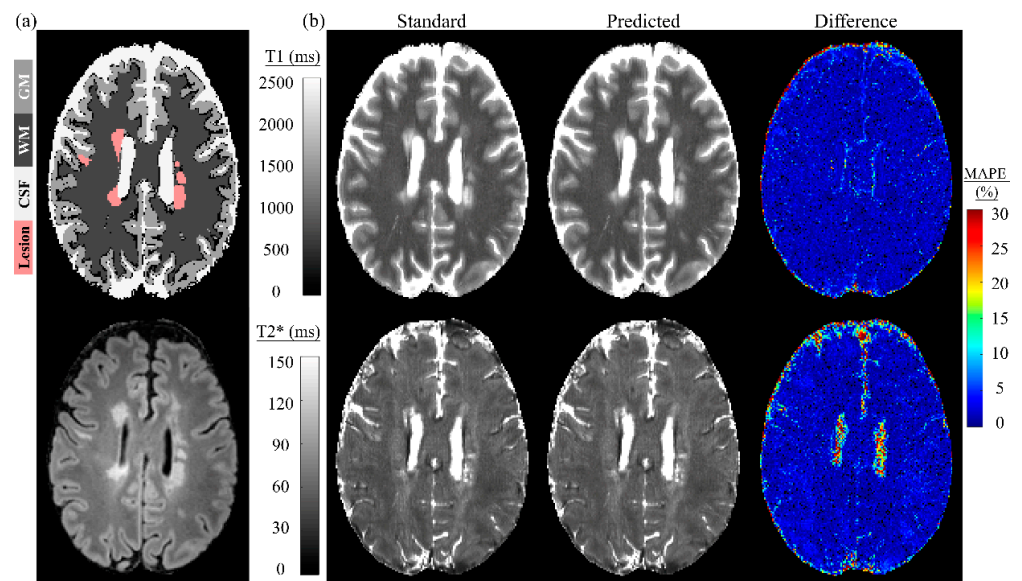 (a)
(b)
Standard
Predicted
Difference
GM
WM
CSF
Lesion
T1 (ms)
2500
2000
1500
1000
500
0
T2* (ms)
150
120
90
60
30
0
MAPE
(%)
30
25
20
15
10
5
0